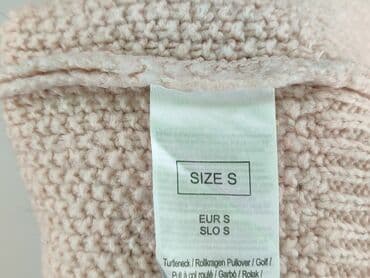 SIZE S
EUR S
SLO S
Turtleneck / Rollkragen Pullover / Golf /
Pull à col roulé / Garbó / Rolák /